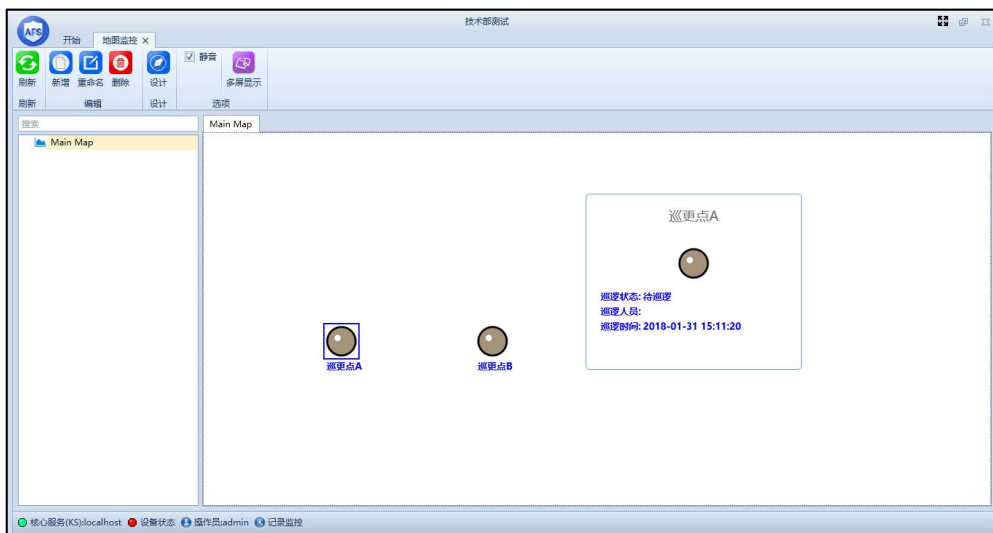 技术部测试
AFS
开始 地图监控
静音
刷新 新增 重命名 删除 设计 多屏显示
刷新 编辑 设计 选项
搜索
Main Map
Main Map
巡更点A
巡逻状态: 待巡逻
巡逻人员:
巡逻时间: 2018-01-31 15:11:20
巡更点A 巡更点B
核心服务(KS):localhost 设备状态 操作员:admin 记录监控